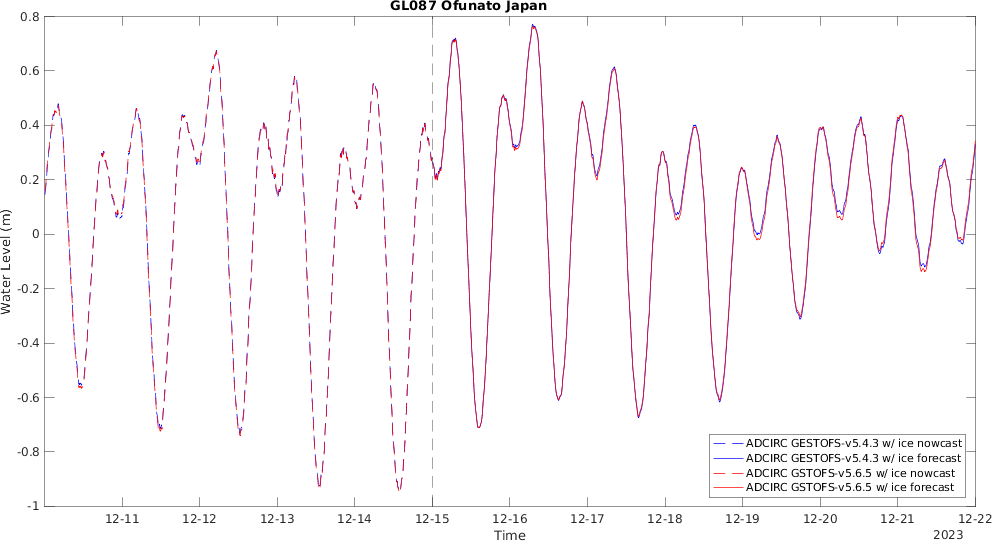 GL087 Ofunato Japan
0.8
0.6
0.4
0.2
0
-0.2
-0.4
-0.6
-0.8
-1
Water Level (m)
ADCIRC GESTOFS-v5.4.3 w/ ice nowcast
ADCIRC GESTOFS-v5.4.3 w/ ice forecast
ADCIRC GSTOFS-v5.6.5 w/ ice nowcast
ADCIRC GSTOFS-v5.6.5 w/ ice forecast
12-11 12-12 12-13 12-14 12-15 12-16 12-17 12-18 12-19 12-20 12-21 12-22
Time
2023